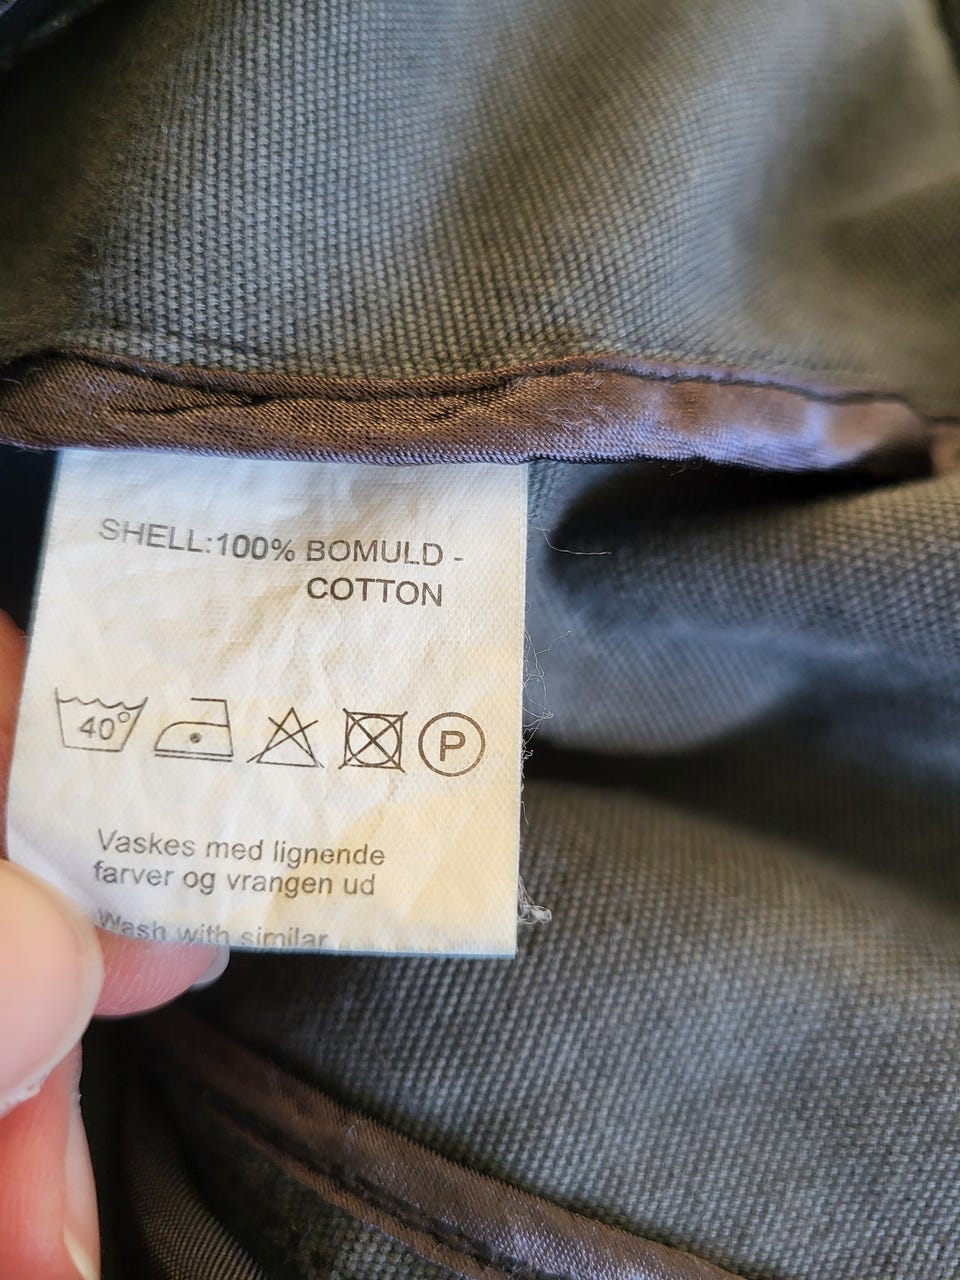 SHELL:100% BOMULD -
COTTON
40°
P
Vaskes med lignende
farver og vrangen ud
Wash with similar